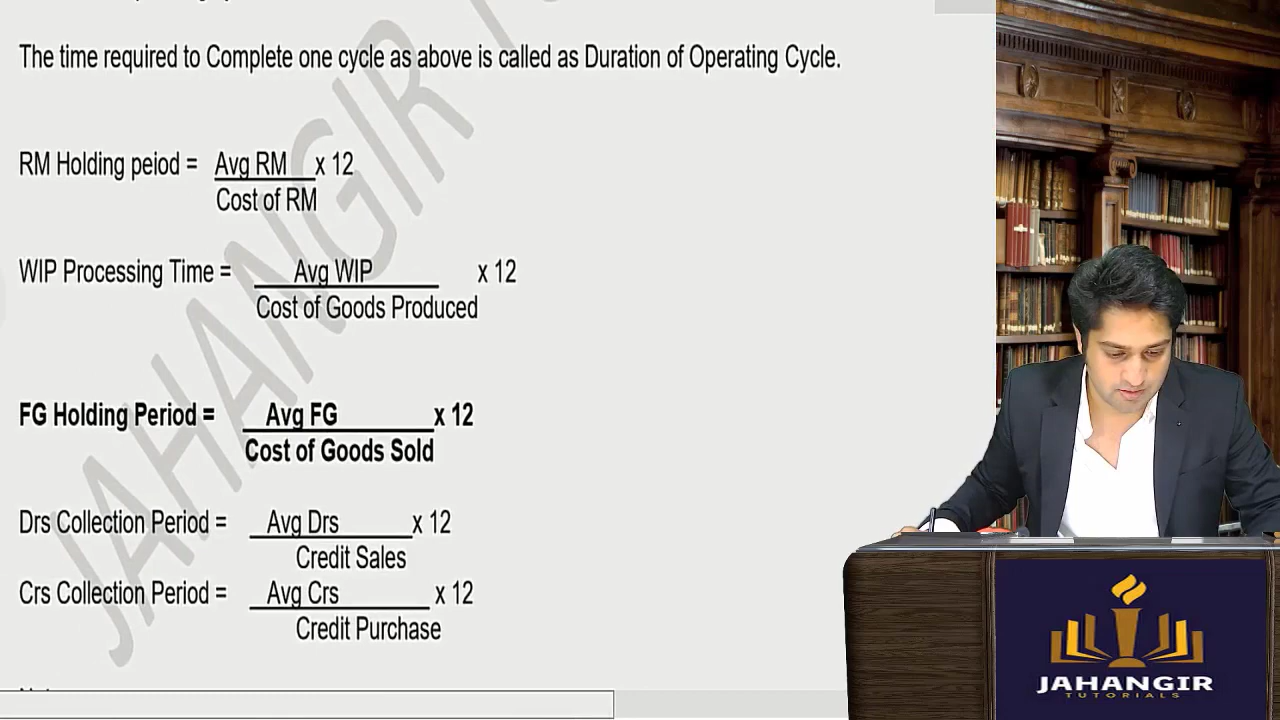 The time required to Complete one cycle as above is called as Duration of Operating Cycle.
RM Holding peiod = Avg RM x 12
Cost of RM
WIP Processing Time = Avg WIP x 12
Cost of Goods Produced
FG Holding Period = Avg FG x 12
Cost of Goods Sold
Drs Collection Period = Avg Drs x 12
Credit Sales
Crs Collection Period = Avg Crs x 12
Credit Purchase
JAHANGIR
JAHANGIR
TUTORIALS